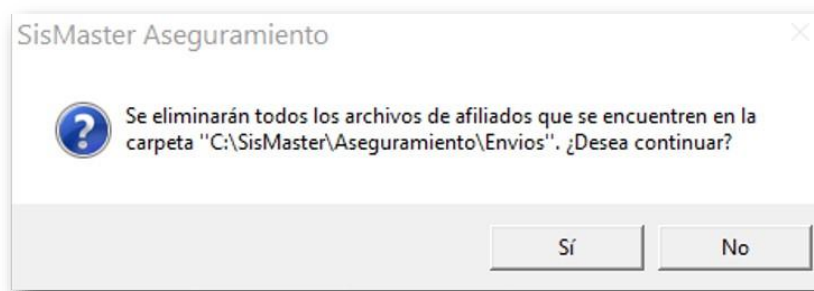 SisMaster Aseguramiento
Se eliminarán todos los archivos de afiliados que se encuentren en la
carpeta "C:\SisMaster\Aseguramiento\Envios". ¿Desea continuar?
Sí
No